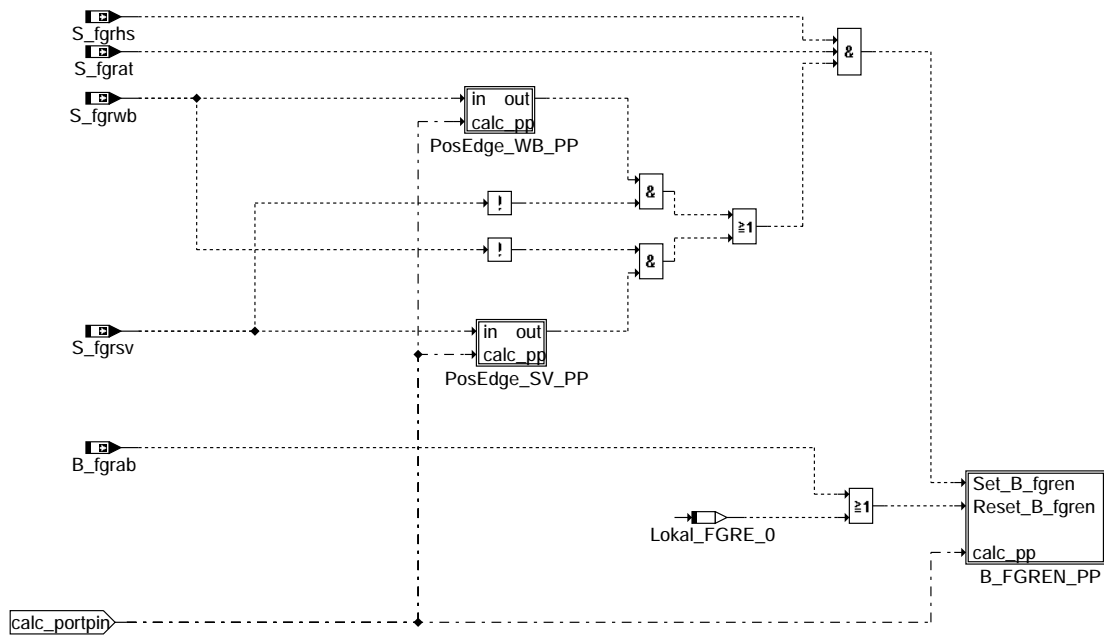 S_fgrhs
&
S_fgrat
S_fgrwb
in out
calc_pp
PosEdge_WB_PP
&
!
≥1
!
&
S_fgrsv
in out
calc_pp
PosEdge_SV_PP
B_fgrab
Set_B_fgren
≥1
Reset_B_fgren
Lokal_FGRE_0
calc_pp
B_FGREN_PP
calc_portpin